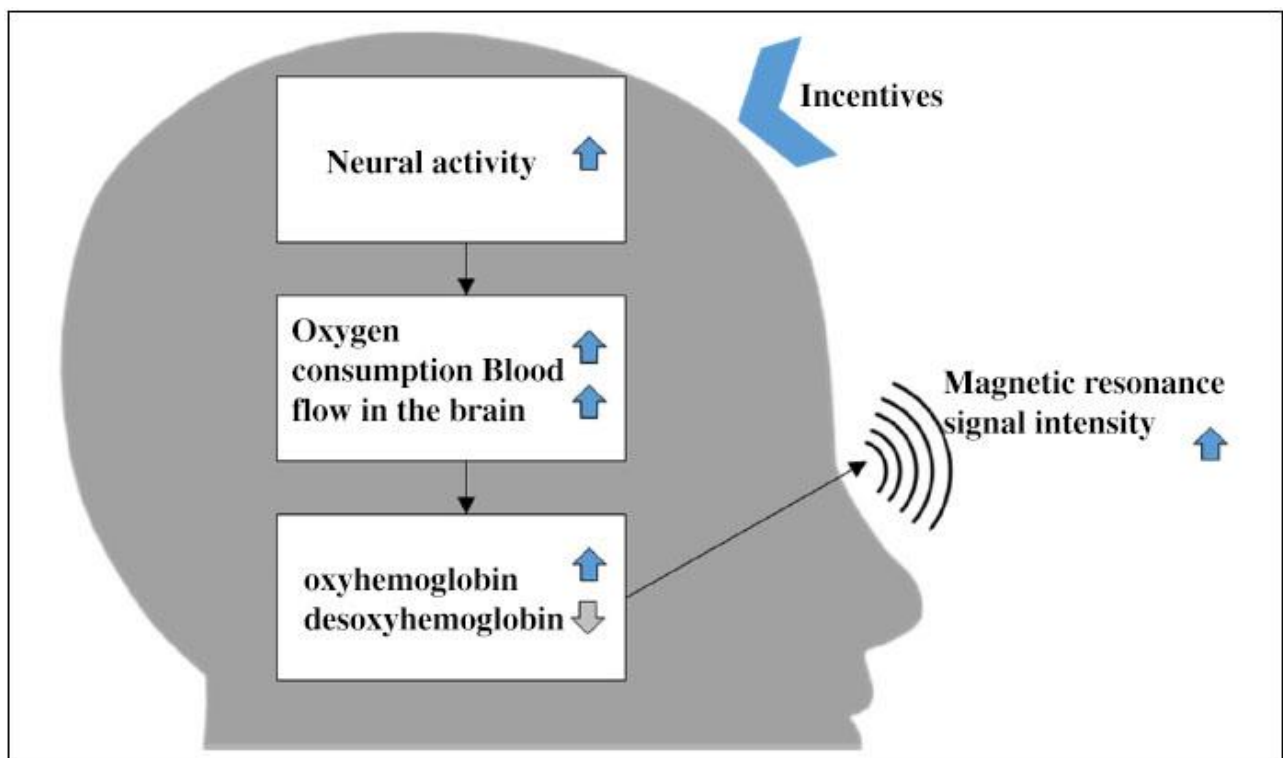 Incentives
Neural activity
Oxygen
consumption Blood
flow in the brain
Magnetic resonance
signal intensity
oxyhemoglobin
desoxyhemoglobin